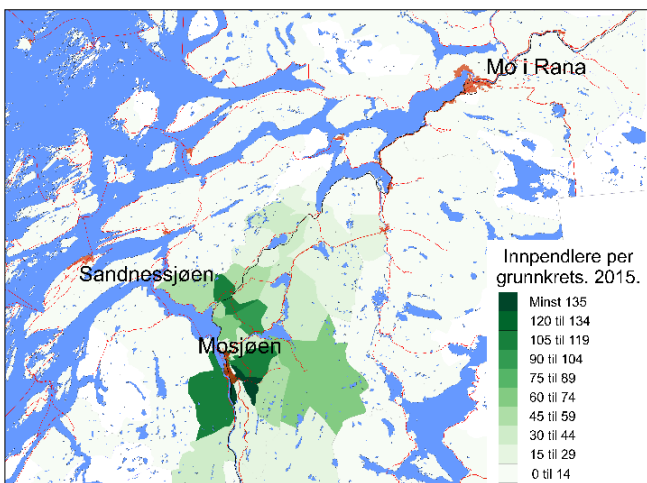 Mo i Rana
Sandnessjøen
Mosjøen
Innpendlere per
grunnkrets. 2015.
Minst 135
120 til 134
105 til 119
90 til 104
75 til 89
60 til 74
45 til 59
30 til 44
15 til 29
0 til 14